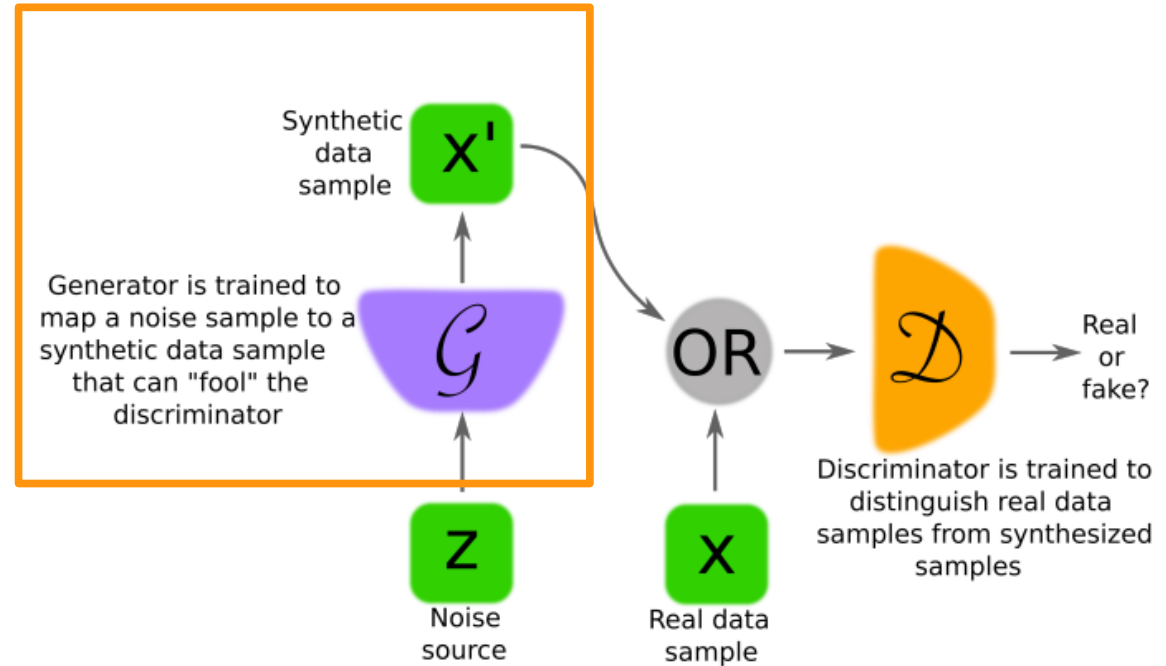 Synthetic
data
sample
x'
Generator is trained to
map a noise sample to a
synthetic data sample
that can "fool" the
discriminator
𝒢
z
Noise
source
OR
x
Real data
sample
𝒟
Real
or
fake?
Discriminator is trained to
distinguish real data
samples from synthesized
samples